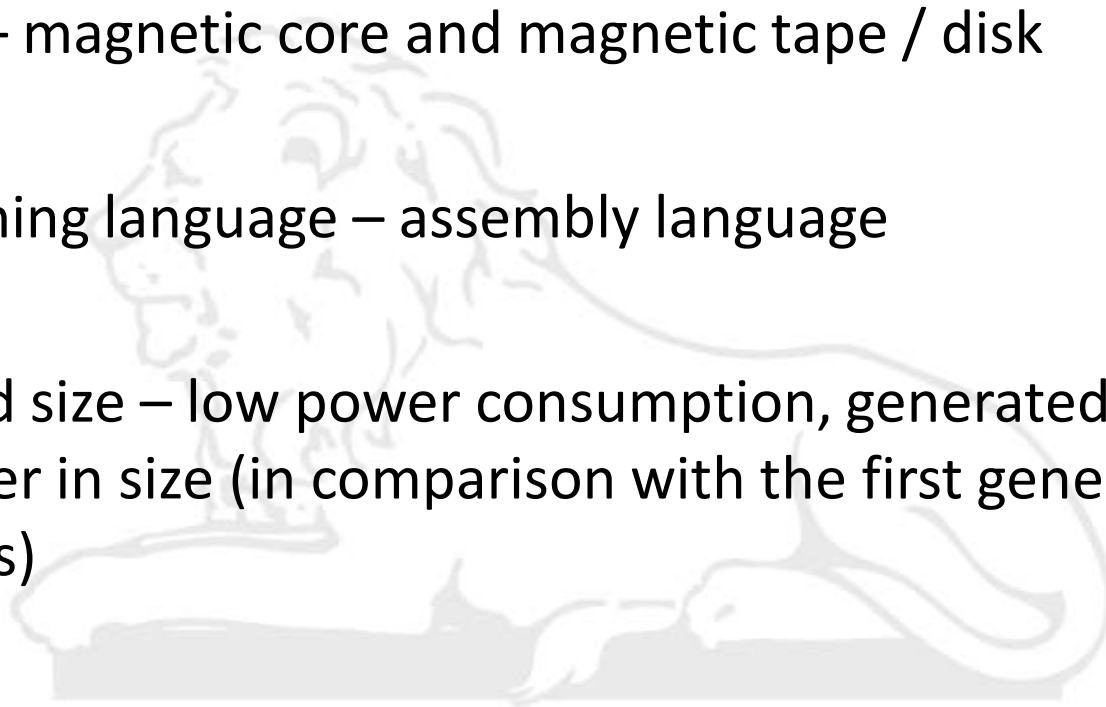 – magnetic core and magnetic tape / disk
ning language – assembly language
d size – low power consumption, generated
er in size (in comparison with the first gene
s)